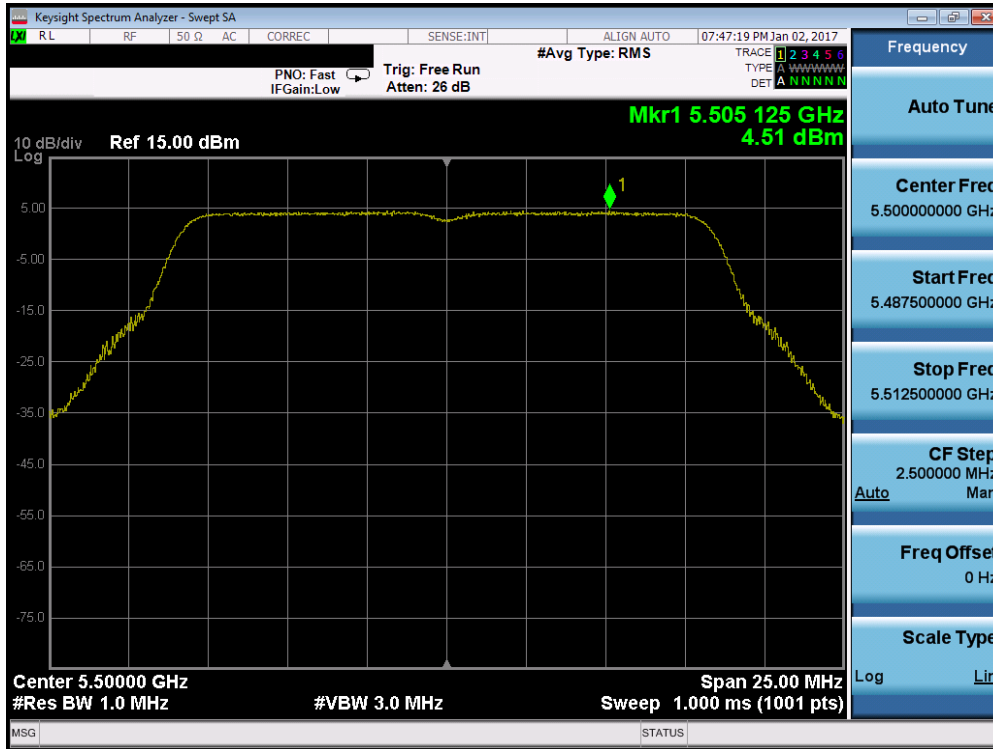 Keysight Spectrum Analyzer - Swept SA
LXI RL RF 50 Ω AC CORREC SENSE:INT ALIGN AUTO 07:47:19 PM Jan 02, 2017
#Avg Type: RMS
TRACE 1 2 3 4 5 6
TYPE A WWWWW
DET A N N N N N
PNO: Fast
IFGain:Low
Trig: Free Run
Atten: 26 dB
Mkr1 5.505 125 GHz
4.51 dBm
10 dB/div Ref 15.00 dBm
Log
1
5.00
-5.00
-15.0
-25.0
-35.0
-45.0
-55.0
-65.0
-75.0
Center 5.50000 GHz Span 25.00 MHz
#Res BW 1.0 MHz #VBW 3.0 MHz Sweep 1.000 ms (1001 pts)
MSG STATUS
Frequency
Auto Tune
Center Freq
5.500000000 GHz
Start Freq
5.487500000 GHz
Stop Freq
5.512500000 GHz
CF Step
2.500000 MHz
Auto Man
Freq Offset
0 Hz
Scale Type
Log Lin